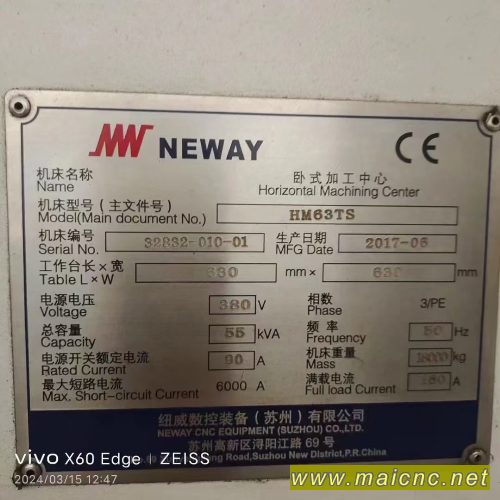 NEWAY CE
机床名称 卧式加工中心
Name Horizontal Machining Center
机床型号(主文件号)
Model(Main document No.) HM63TS
机床编号 32832-010-01 生产日期 2017-06
Serial No. MFG Date
工作台长×宽 630 mm× 630 mm
Table L×W
电源电压 380 V 相数 3/PE
Voltage Phase
总容量 55 kVA 频率 50 Hz
Capacity Frequency
电源开关额定电流 90 A 机床重量 kg
Rated Current Mass
最大短路电流 6000 A 满载电流 A
Max. Short-circuit Current Full load Current
纽威数控装备(苏州)有限公司
NEWAY CNC EQUIPMENT (SUZHOU) CO.,LTD.
苏州高新区浔阳江路 69 号
Road,Suzhou New District,P.R.China
vivo X60 Edge | ZEISS
2024/03/15 12:47
www.maicnc.net